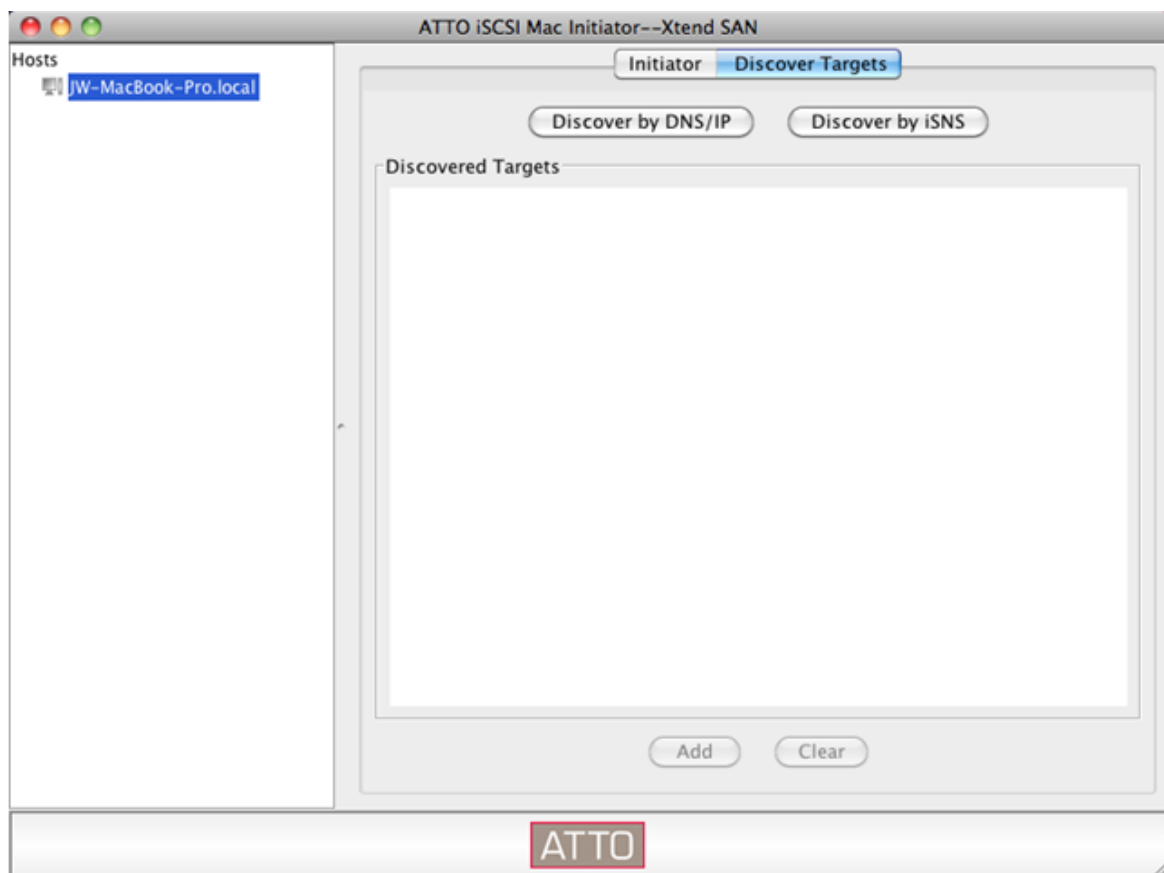 ATTO iSCSI Mac Initiator--Xtend SAN
Hosts
JW-MacBook-Pro.local
Initiator Discover Targets
Discover by DNS/IP Discover by iSNS
Discovered Targets
Add Clear
ATTO